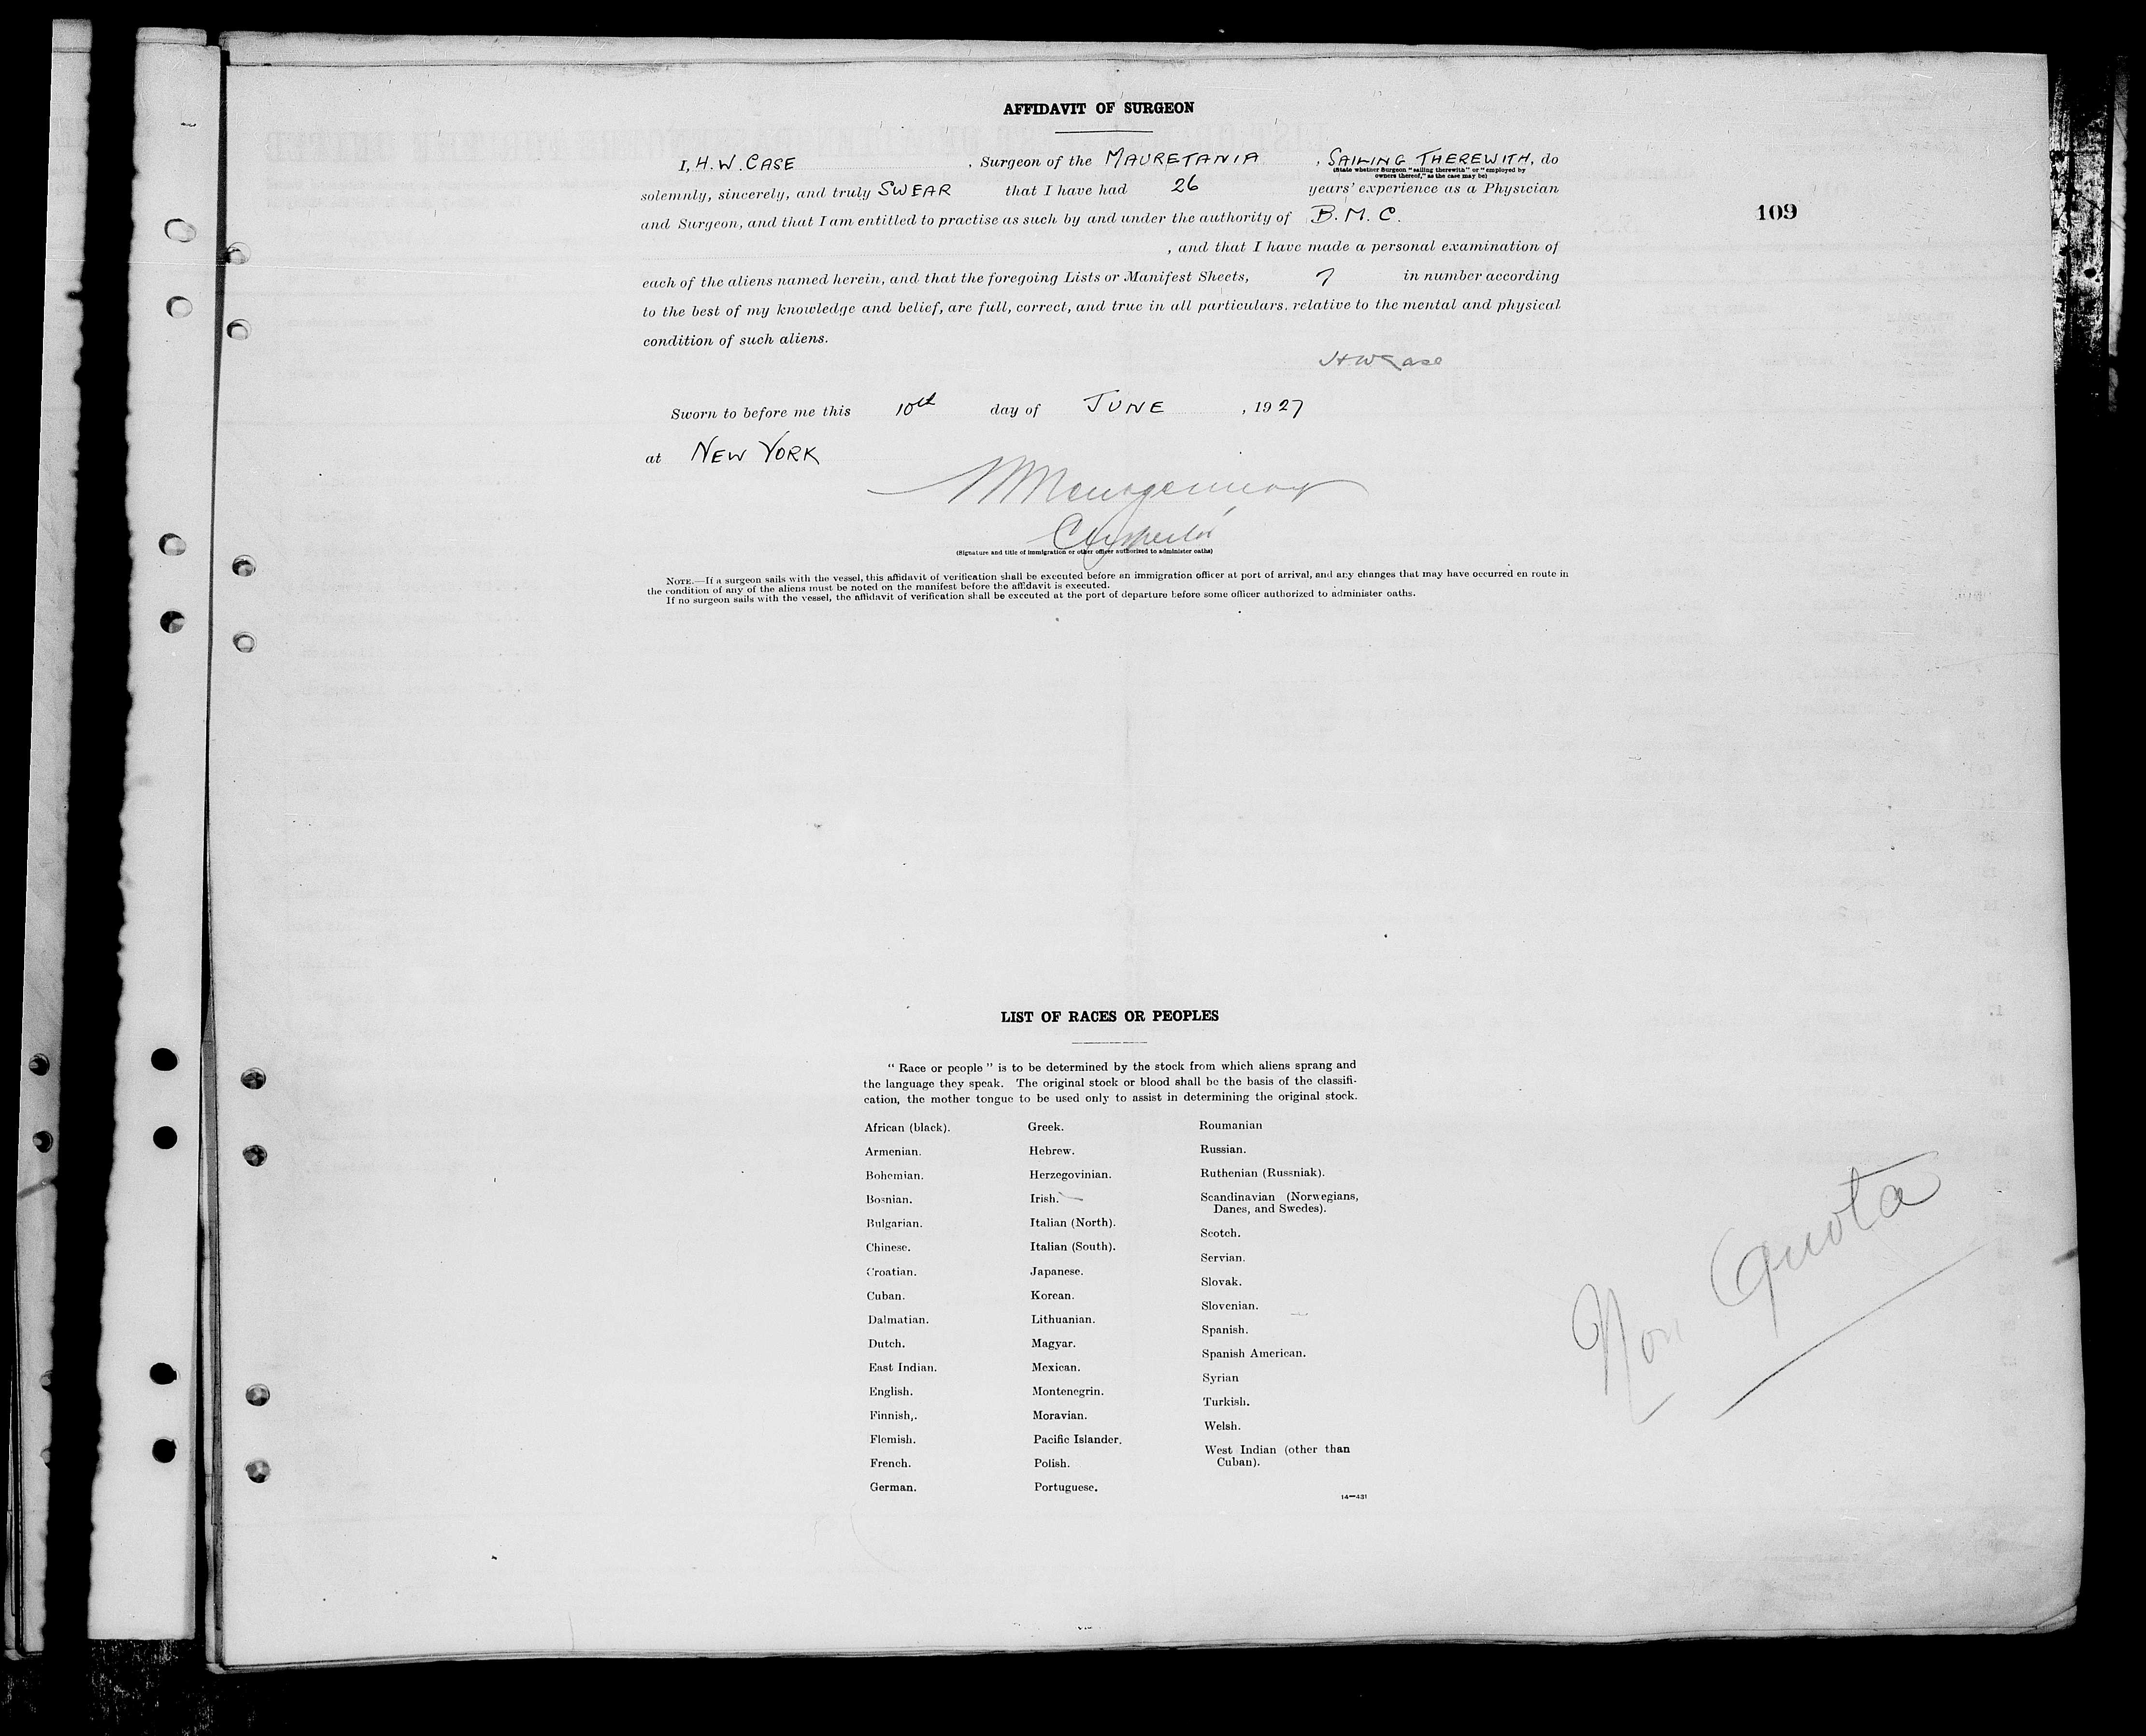 AFFIDAVIT OF SURGEON
109
I, H. W. CASE , Surgeon of the MAURETANIA , SAILING THEREWITH, do
(State whether Surgeon "sailing therewith" or "employed by
owners thereof," as the case may be)
solemnly, sincerely, and truly SWEAR that I have had 26 years' experience as a Physician
and Surgeon, and that I am entitled to practise as such by and under the authority of B. M. C.
, and that I have made a personal examination of
each of the aliens named herein, and that the foregoing Lists or Manifest Sheets, 7 in number according
to the best of my knowledge and belief, are full, correct, and true in all particulars, relative to the mental and physical
condition of such aliens.
H W Case
Sworn to before me this 10th day of JUNE , 1927
at NEW YORK
(Signature and title of immigration or other officer authorized to administer oaths)
NOTE.—If a surgeon sails with the vessel, this affidavit of verification shall be executed before an immigration officer at port of arrival, and any changes that may have occurred en route in
the condition of any of the aliens must be noted on the manifest before the affidavit is executed.
If no surgeon sails with the vessel, the affidavit of verification shall be executed at the port of departure before some officer authorized to administer oaths.
LIST OF RACES OR PEOPLES
" Race or people " is to be determined by the stock from which aliens sprang and
the language they speak. The original stock or blood shall be the basis of the classifi-
cation, the mother tongue to be used only to assist in determining the original stock.
African (black).
Armenian.
Bohemian.
Bosnian.
Bulgarian.
Chinese.
Croatian.
Cuban.
Dalmatian.
Dutch.
East Indian.
English.
Finnish,.
Flemish.
French.
German.
Greek.
Hebrew.
Herzegovinian.
Irish.
Italian (North).
Italian (South).
Japanese.
Korean.
Lithuanian.
Magyar.
Mexican.
Montenegrin.
Moravian.
Pacific Islander.
Polish.
Portuguese.
Roumanian
Russian.
Ruthenian (Russniak).
Scandinavian (Norwegians,
Danes, and Swedes).
Scotch.
Servian.
Slovak.
Slovenian.
Spanish.
Spanish American.
Syrian
Turkish.
Welsh.
West Indian (other than
Cuban).
14—431
Non Quota